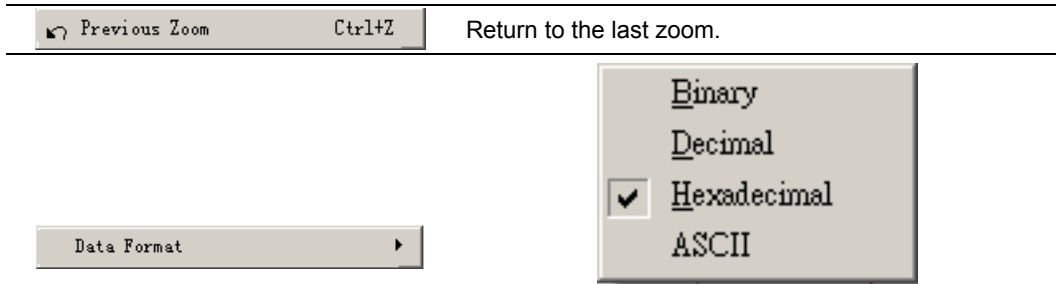 Previous Zoom Ctrl+Z Return to the last zoom.
Binary
Decimal
Hexadecimal
ASCII
Data Format